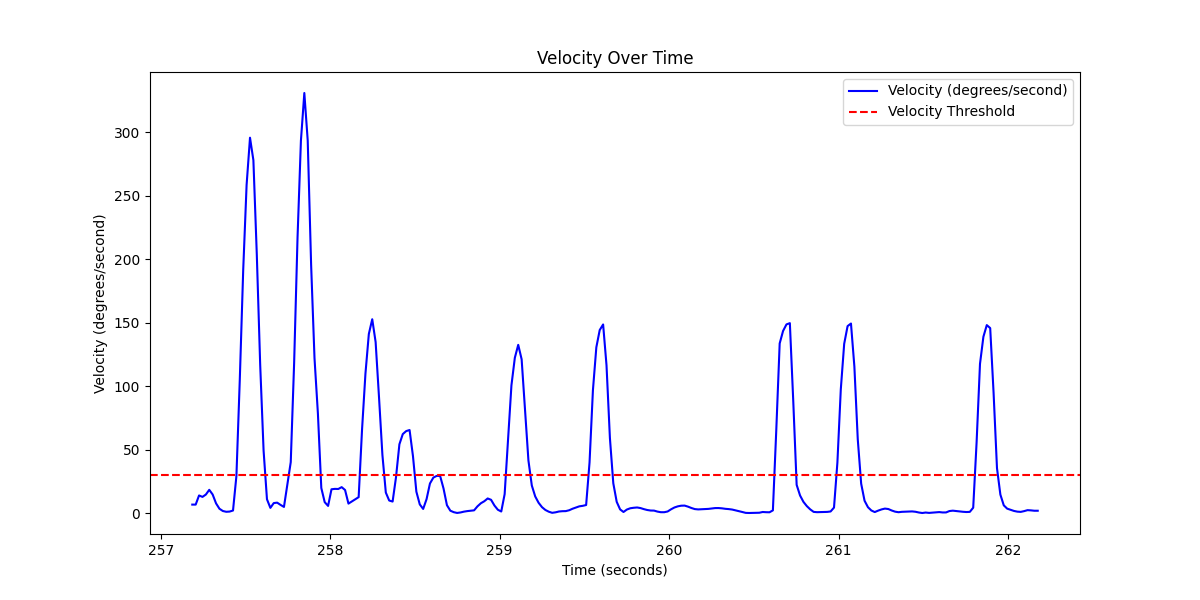 Velocity Over Time
Velocity (degrees/second)
Velocity Threshold
Velocity (degrees/second)
300
250
200
150
100
50
0
257
258
259
260
261
262
Time (seconds)